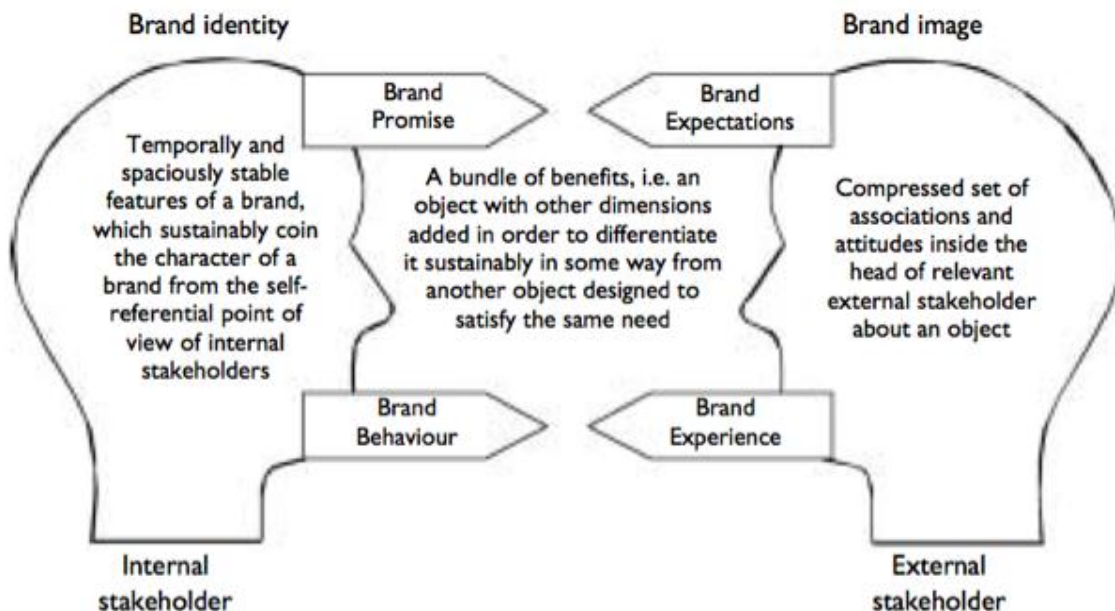 Brand identity
Brand image
Brand
Promise
Brand
Expectations
Temporally and
spaciously stable
features of a brand,
which sustainably coin
the character of a
brand from the self-
referential point of
view of internal
stakeholders
A bundle of benefits, i.e. an
object with other dimensions
added in order to differentiate
it sustainably in some way from
another object designed to
satisfy the same need
Compressed set of
associations and
attitudes inside the
head of relevant
external stakeholder
about an object
Brand
Behaviour
Brand
Experience
Internal
stakeholder
External
stakeholder